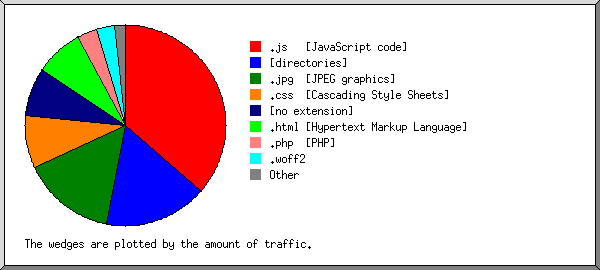 .js [JavaScript code]
[directories]
.jpg [JPEG graphics]
.css [Cascading Style Sheets]
[no extension]
.html [Hypertext Markup Language]
.php [PHP]
.woff2
Other
The wedges are plotted by the amount of traffic.